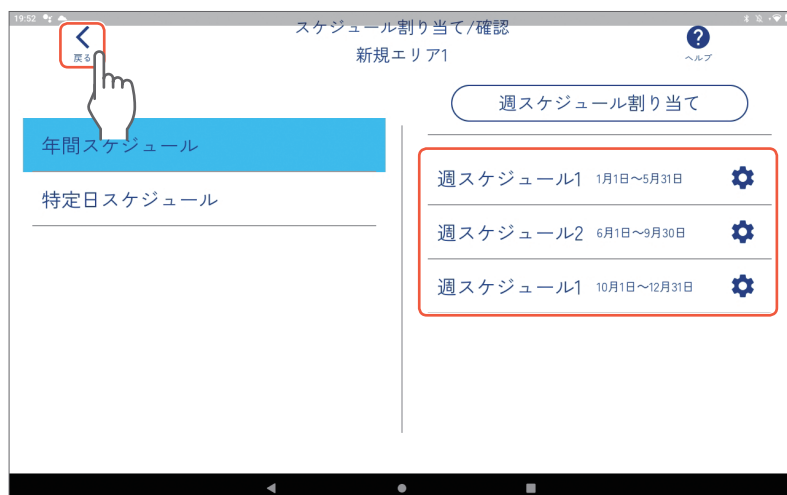 19:52
スケジュール割り当て/確認
新規エリア1
戻る
ヘルプ
週スケジュール割り当て
年間スケジュール
特定日スケジュール
週スケジュール1 1月1日～5月31日
週スケジュール2 6月1日～9月30日
週スケジュール1 10月1日～12月31日